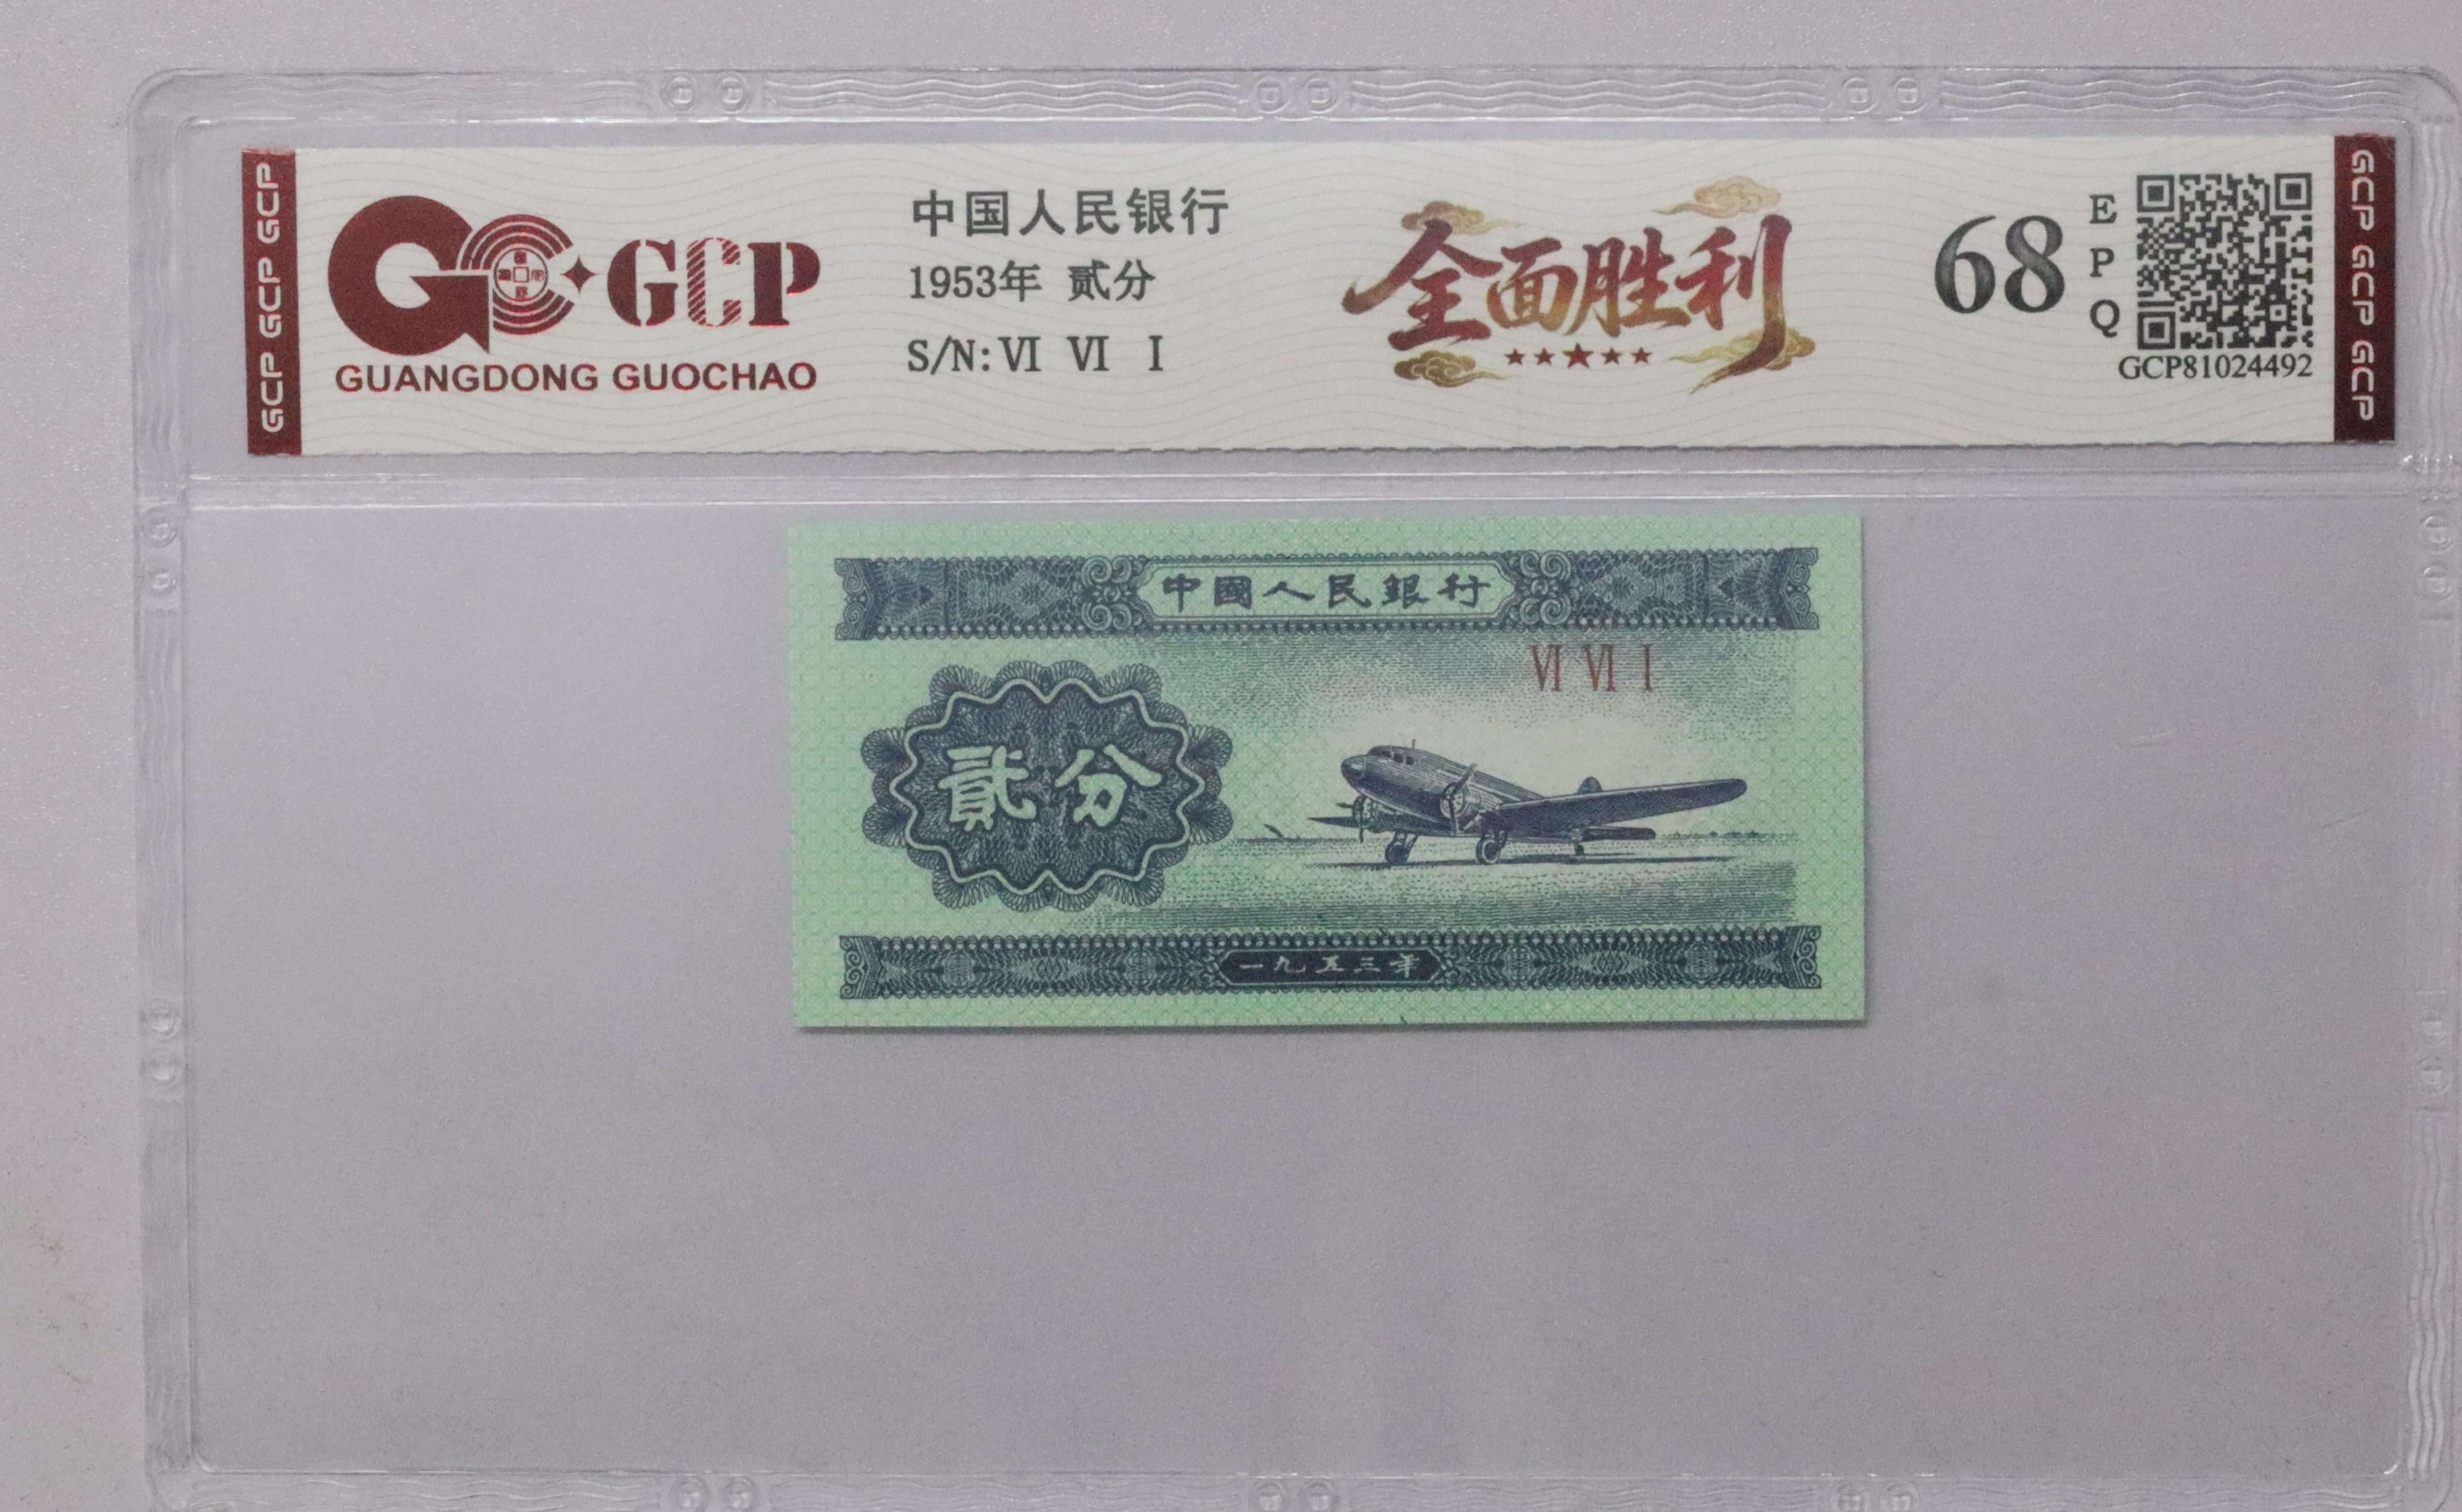 GCP GCP GCP
GCP
GUANGDONG GUOCHAO
中国人民银行
1953年 贰分
S/N: VI VI I
全面胜利
68
E
P
Q
GCP81024492
GCP GCP GCP
中國人民銀行
VI VI I
貳分
一九五三年